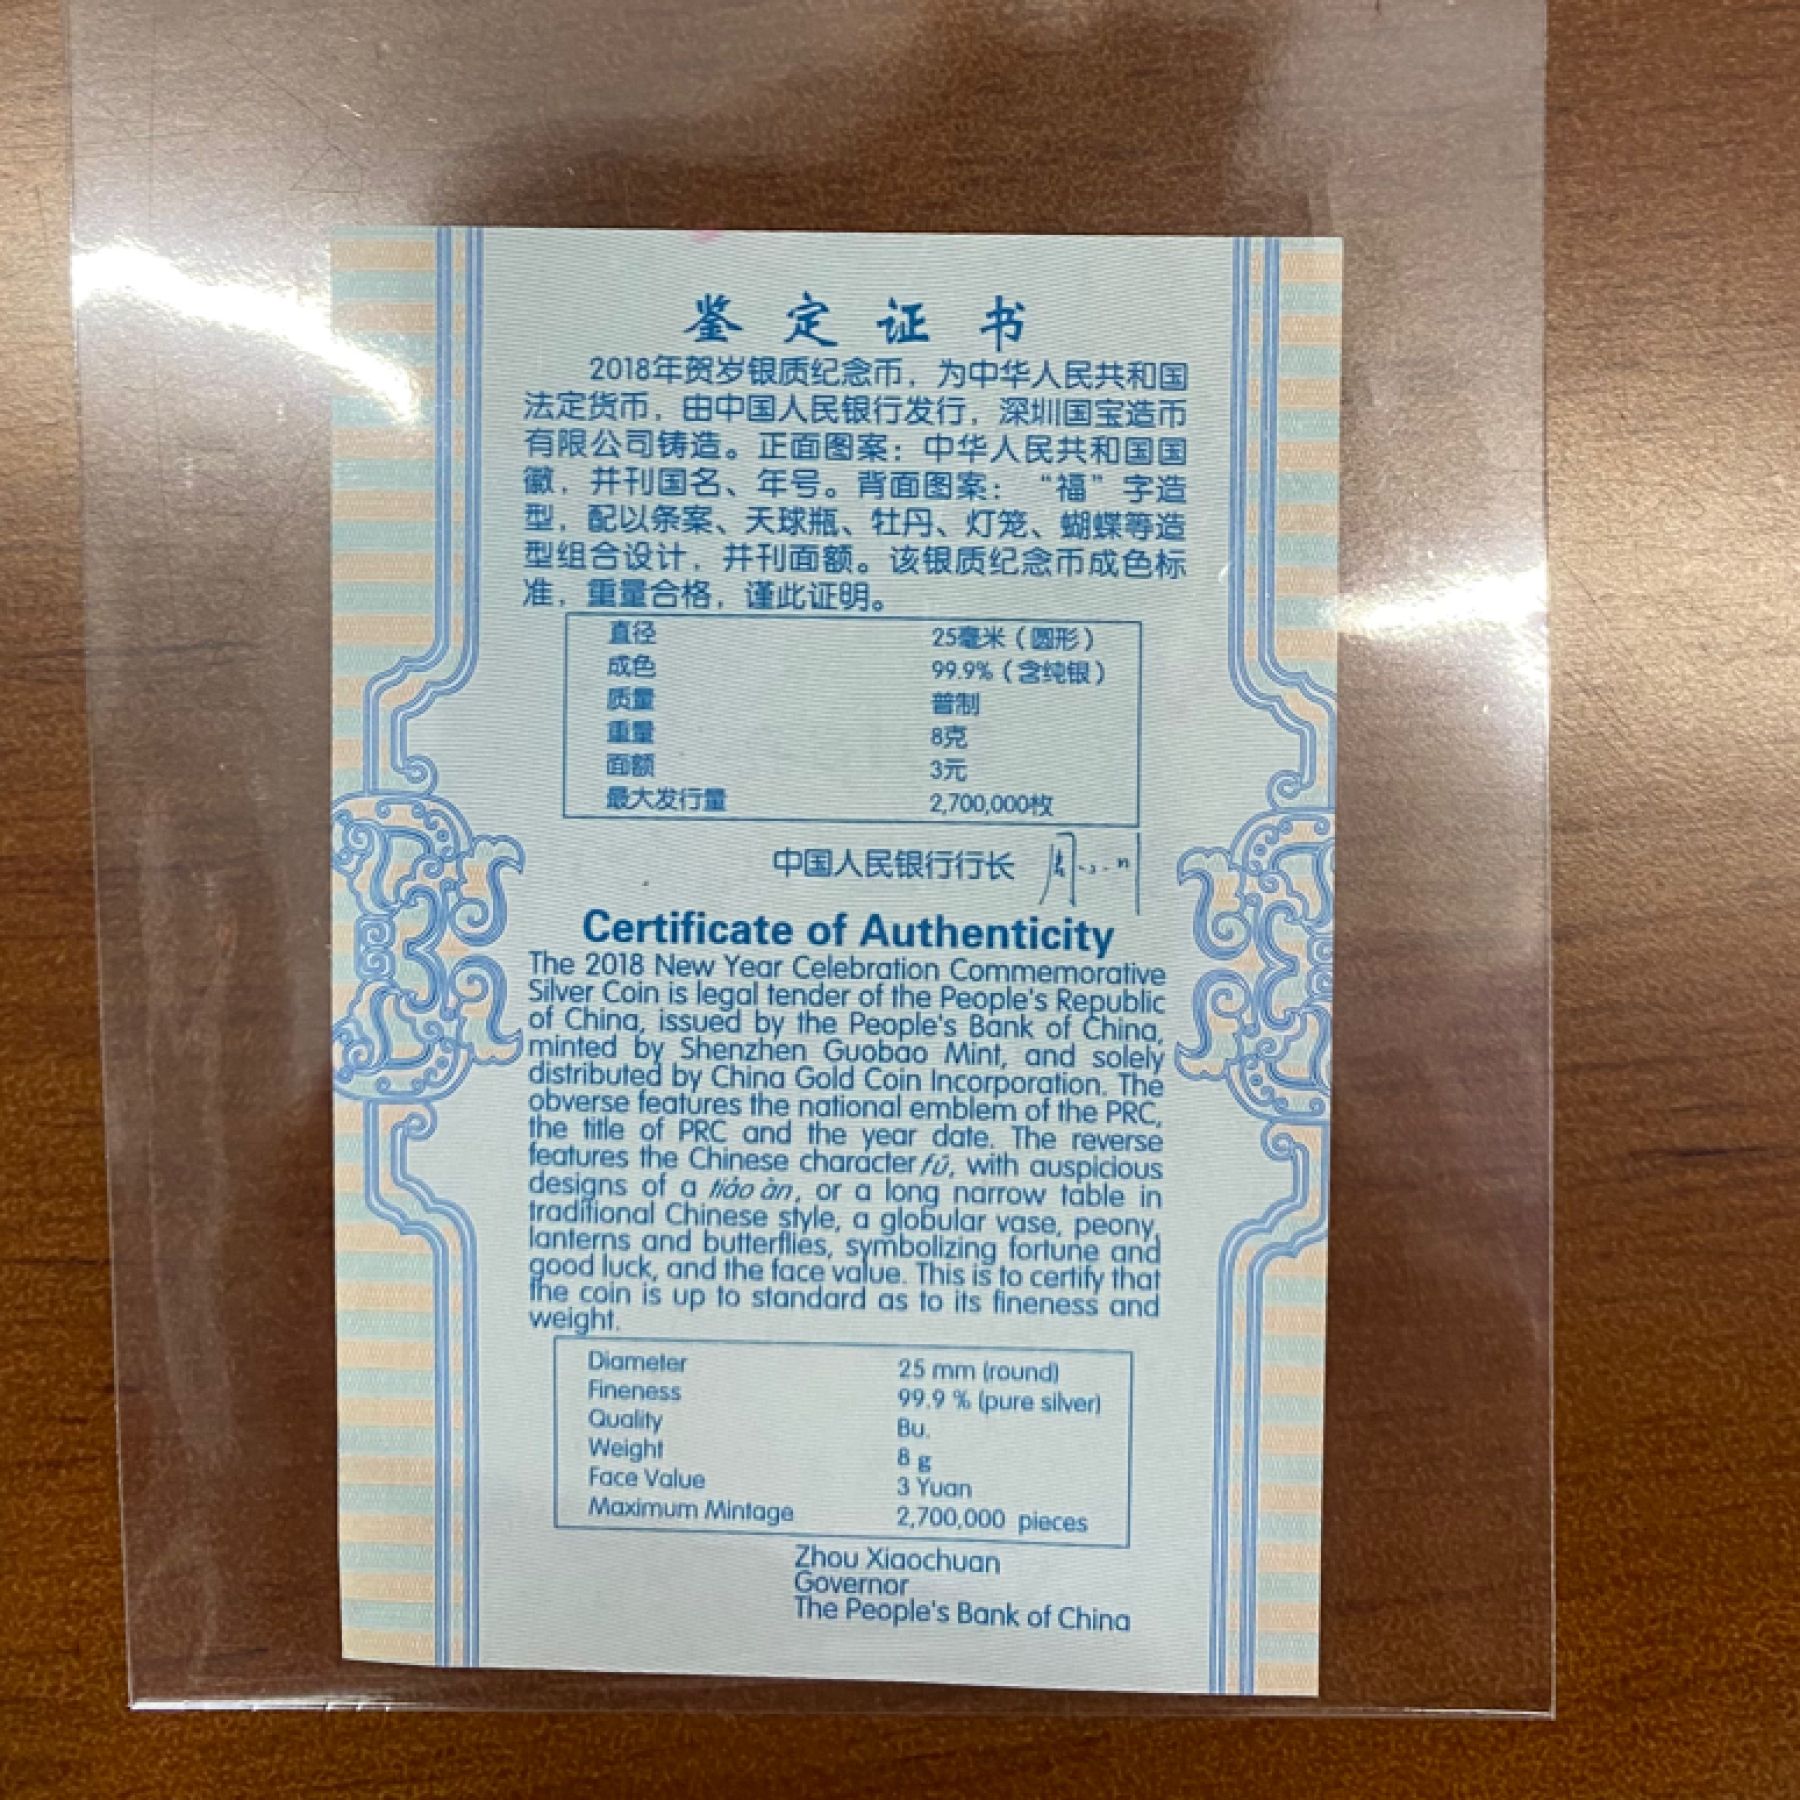 鉴定证书
2018年贺岁银质纪念币，为中华人民共和国
法定货币，由中国人民银行发行，深圳国宝造币
有限公司铸造。正面图案：中华人民共和国国
徽，并刊国名、年号。背面图案：“福”字造
型，配以条案、天球瓶、牡丹、灯笼、蝴蝶等造
型组合设计，并刊面额。该银质纪念币成色标
准，重量合格，谨此证明。
直径 25毫米（圆形）
成色 99.9%（含纯银）
质量 普制
重量 8克
面额 3元
最大发行量 2,700,000枚
中国人民银行行长
Certificate of Authenticity
The 2018 New Year Celebration Commemorative
Silver Coin is legal tender of the People's Republic
of China, issued by the People's Bank of China,
minted by Shenzhen Guobao Mint, and solely
distributed by China Gold Coin Incorporation. The
obverse features the national emblem of the PRC,
the title of PRC and the year date. The reverse
features the Chinese character fú, with auspicious
designs of a tiáo àn, or a long narrow table in
traditional Chinese style, a globular vase, peony,
lanterns and butterflies, symbolizing fortune and
good luck, and the face value. This is to certify that
the coin is up to standard as to its fineness and
weight.
Diameter 25 mm (round)
Fineness 99.9 % (pure silver)
Quality Bu.
Weight 8 g
Face Value 3 Yuan
Maximum Mintage 2,700,000 pieces
Zhou Xiaochuan
Governor
The People's Bank of China